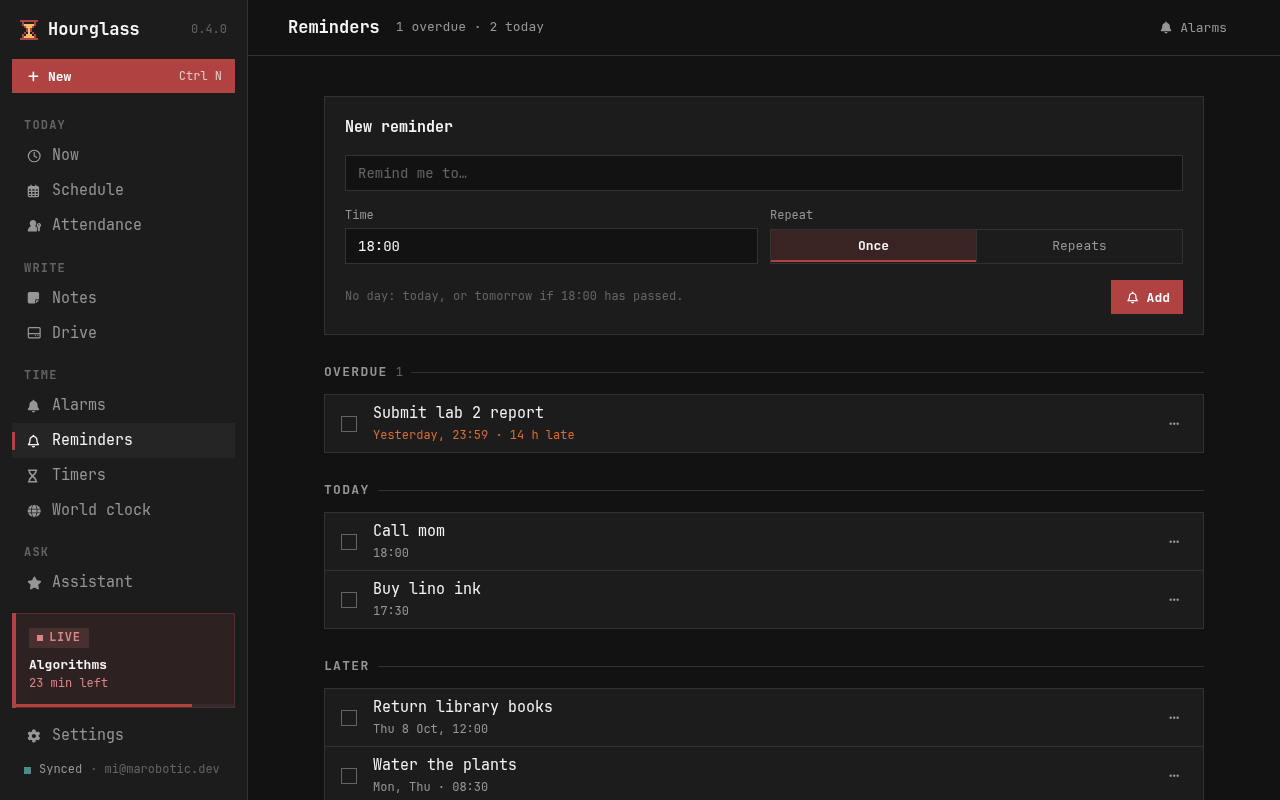 Hourglass 0.4.0
+ New Ctrl N
TODAY
Now
Schedule
Attendance
WRITE
Notes
Drive
TIME
Alarms
Reminders
Timers
World clock
ASK
Assistant
LIVE
Algorithms
23 min left
Settings
Synced · mi@marobotic.dev
Reminders 1 overdue · 2 today
Alarms
New reminder
Remind me to…
Time
18:00
Repeat
Once Repeats
No day: today, or tomorrow if 18:00 has passed.
Add
OVERDUE 1
Submit lab 2 report
Yesterday, 23:59 · 14 h late
TODAY
Call mom
18:00
Buy lino ink
17:30
LATER
Return library books
Thu 8 Oct, 12:00
Water the plants
Mon, Thu · 08:30